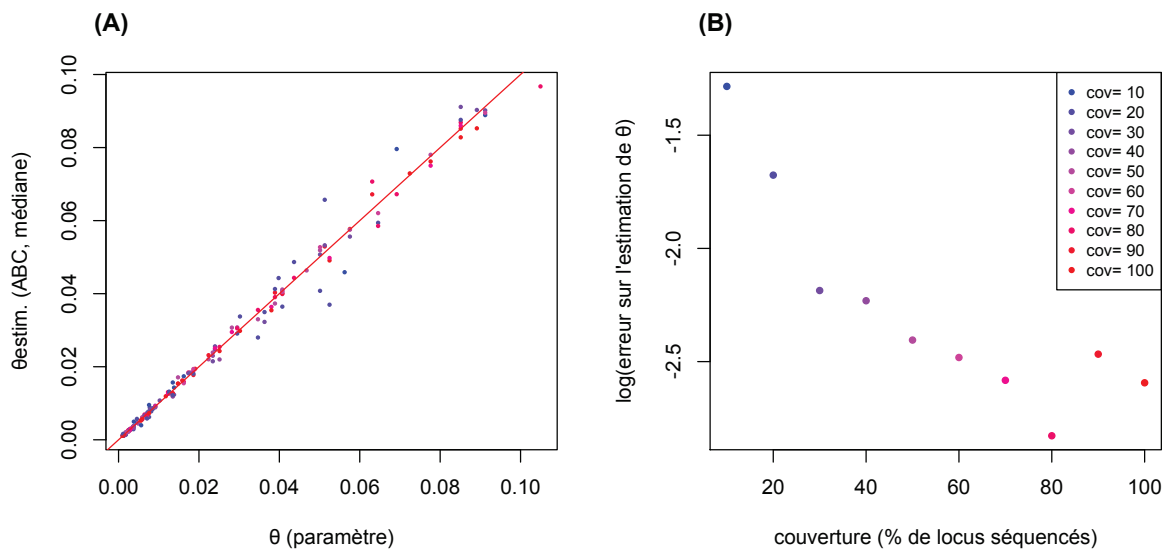 (A)
θestim. (ABC, médiane)
0.10
0.08
0.06
0.04
0.02
0.00
0.00 0.02 0.04 0.06 0.08 0.10
θ (paramètre)
(B)
log(erreur sur l'estimation de θ)
-1.5
-2.0
-2.5
20 40 60 80 100
couverture (% de locus séquencés)
cov= 10
cov= 20
cov= 30
cov= 40
cov= 50
cov= 60
cov= 70
cov= 80
cov= 90
cov= 100